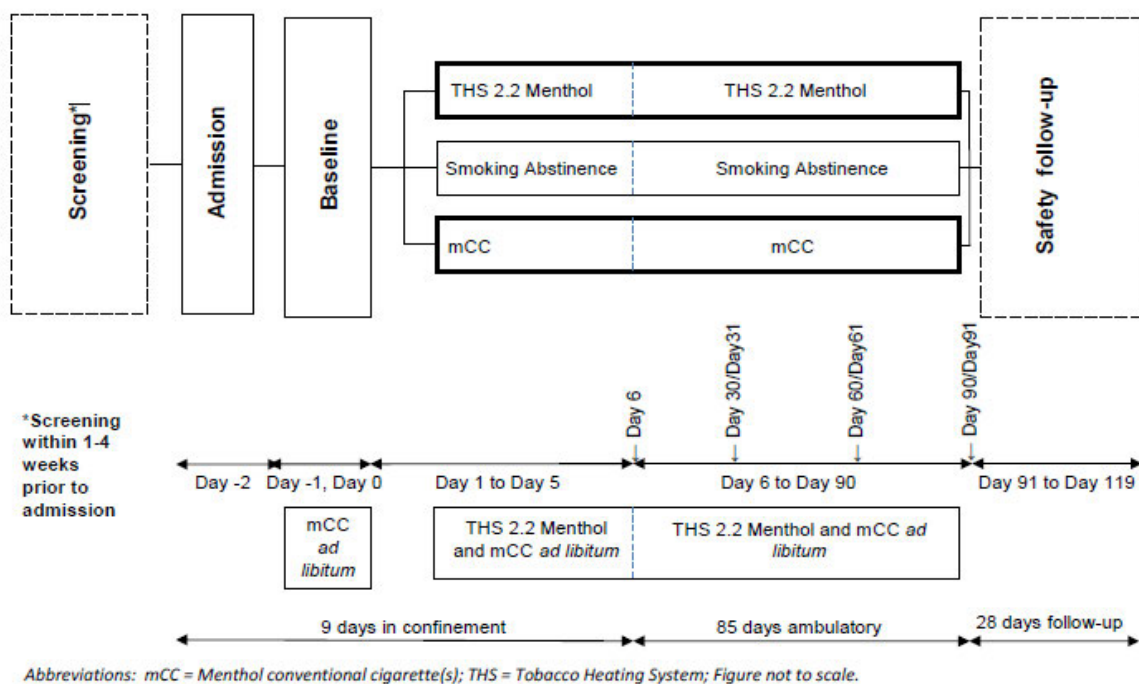 Screening*|
Admission
Baseline
THS 2.2 Menthol
THS 2.2 Menthol
Smoking Abstinence
Smoking Abstinence
mCC
mCC
Safety follow-up
Day 6
Day 30/Day31
Day 60/Day61
Day 90/Day91
*Screening
within 1-4
weeks
prior to
admission
Day -2
Day -1, Day 0
Day 1 to Day 5
Day 6 to Day 90
Day 91 to Day 119
mCC
ad
libitum
THS 2.2 Menthol
and mCC ad libitum
THS 2.2 Menthol and mCC ad
libitum
9 days in confinement
85 days ambulatory
28 days follow-up
Abbreviations: mCC = Menthol conventional cigarette(s); THS = Tobacco Heating System; Figure not to scale.